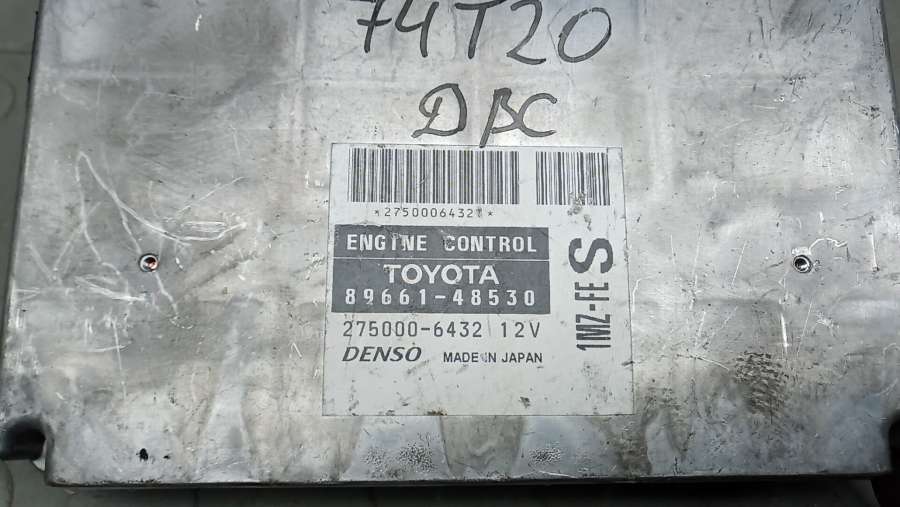 74T20
DBC
*2750006432*
ENGINE CONTROL
TOYOTA
89661-48530
275000-6432 12V
DENSO MADE IN JAPAN
1MZ-FE S